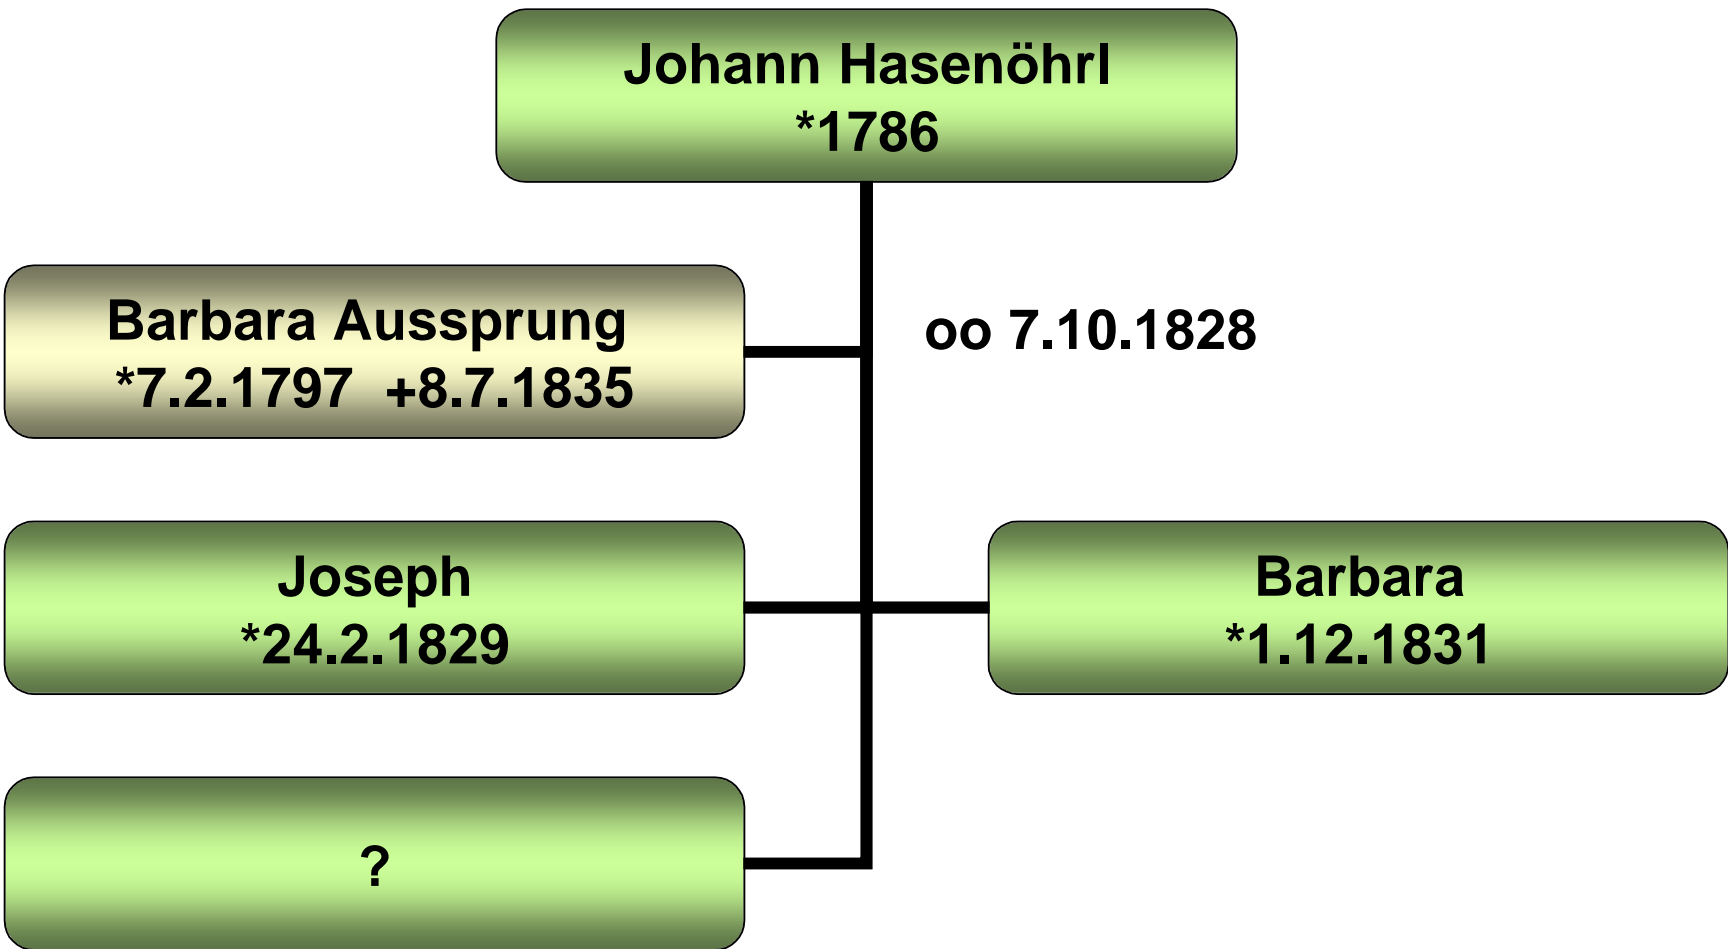 Johann Hasenöhrl
*1786
Barbara Aussprung
*7.2.1797 +8.7.1835
oo 7.10.1828
Joseph
*24.2.1829
Barbara
*1.12.1831
?